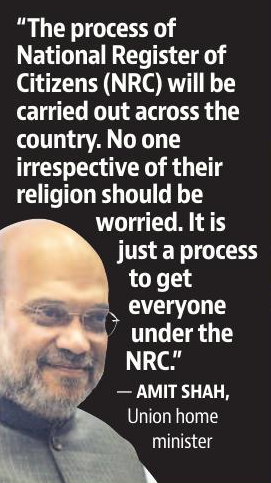 “The process of
National Register of
Citizens (NRC) will be
carried out across the
country. No one
irrespective of their
religion should be
worried. It is
just a process
to get
everyone
under the
NRC.”
— AMIT SHAH,
Union home
minister